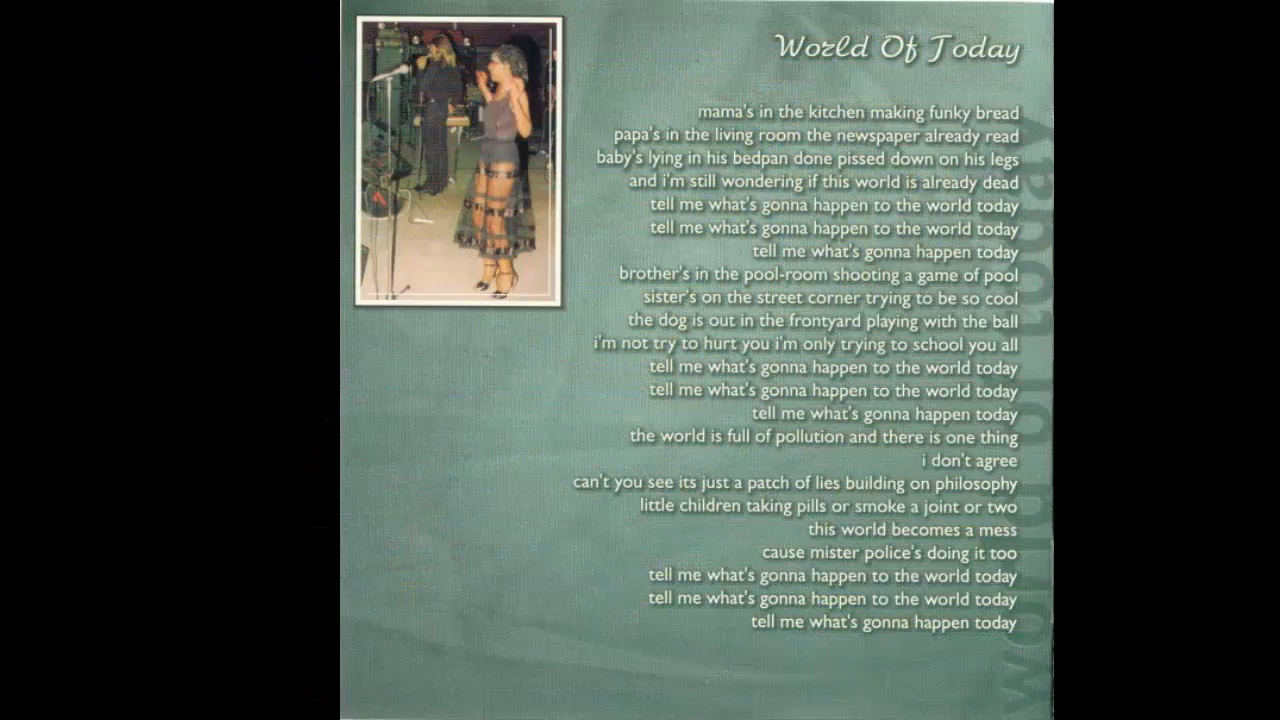 World Of Today
mama's in the kitchen making funky bread
papa's in the living room the newspaper already read
baby's lying in his bedpan done pissed down on his legs
and i'm still wondering if this world is already dead
tell me what's gonna happen to the world today
tell me what's gonna happen to the world today
tell me what's gonna happen today
brother's in the pool-room shooting a game of pool
sister's on the street corner trying to be so cool
the dog is out in the frontyard playing with the ball
i'm not try to hurt you i'm only trying to school you all
tell me what's gonna happen to the world today
tell me what's gonna happen to the world today
tell me what's gonna happen today
the world is full of pollution and there is one thing
i don't agree
can't you see its just a patch of lies building on philosophy
little children taking pills or smoke a joint or two
this world becomes a mess
cause mister police's doing it too
tell me what's gonna happen to the world today
tell me what's gonna happen to the world today
tell me what's gonna happen today
world of today